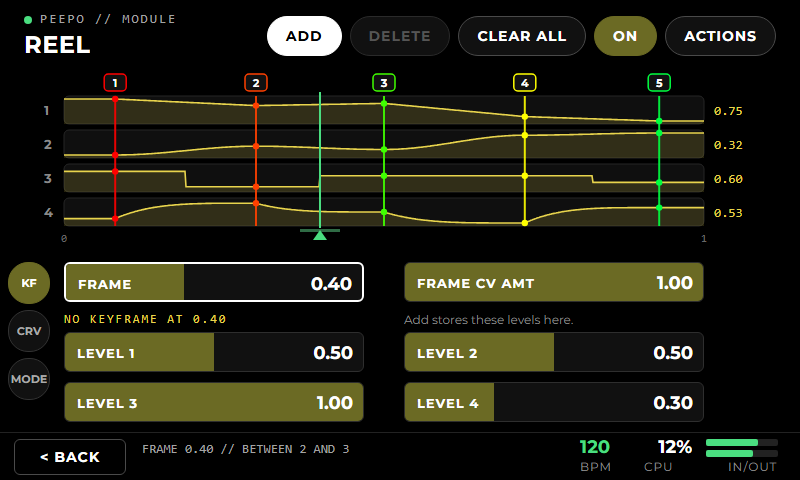 PEEPO // MODULE
REEL
ADD
DELETE
CLEAR ALL
ON
ACTIONS
1 2 3 4 5
1 0.75
2 0.32
3 0.60
4 0.53
0 1
KF
FRAME 0.40
FRAME CV AMT 1.00
NO KEYFRAME AT 0.40
Add stores these levels here.
CRV
LEVEL 1 0.50
LEVEL 2 0.50
MODE
LEVEL 3 1.00
LEVEL 4 0.30
< BACK
FRAME 0.40 // BETWEEN 2 AND 3
120
BPM
12%
CPU
IN/OUT